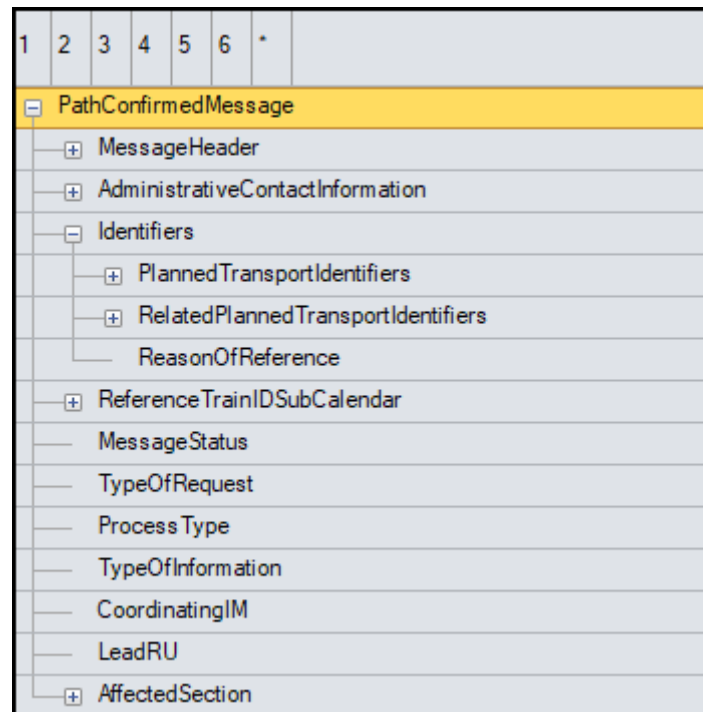 1 2 3 4 5 6 *
PathConfirmedMessage
MessageHeader
AdministrativeContactInformation
Identifiers
PlannedTransportIdentifiers
RelatedPlannedTransportIdentifiers
ReasonOfReference
ReferenceTrainIDSubCalendar
MessageStatus
TypeOfRequest
ProcessType
TypeOfInformation
CoordinatingIM
LeadRU
AffectedSection